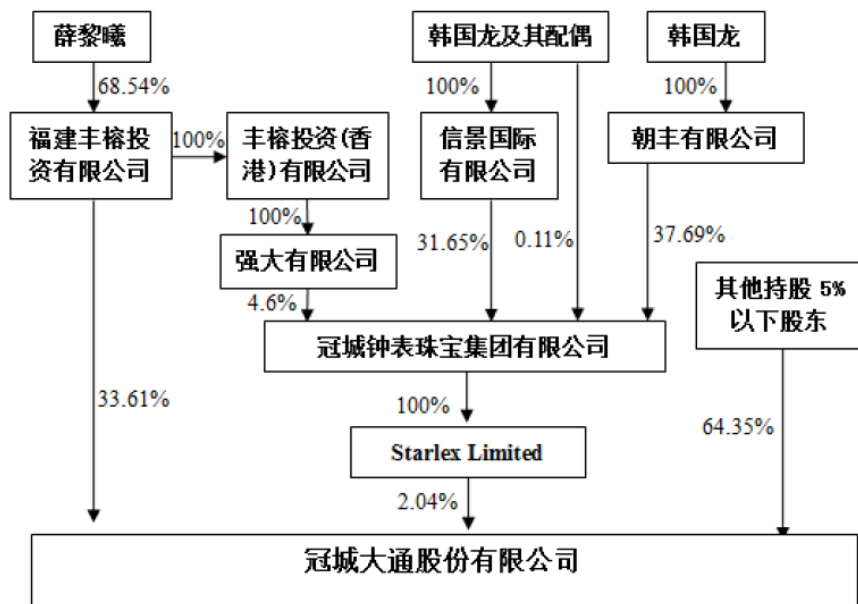 薛黎曦
韩国龙及其配偶
韩国龙
68.54%
100%
100%
福建丰榕投
资有限公司
100%
丰榕投资(香
港)有限公司
信景国际
有限公司
朝丰有限公司
100%
31.65%
0.11%
37.69%
强大有限公司
4.6%
其他持股 5%
以下股东
冠城钟表珠宝集团有限公司
33.61%
100%
64.35%
Starlex Limited
2.04%
冠城大通股份有限公司